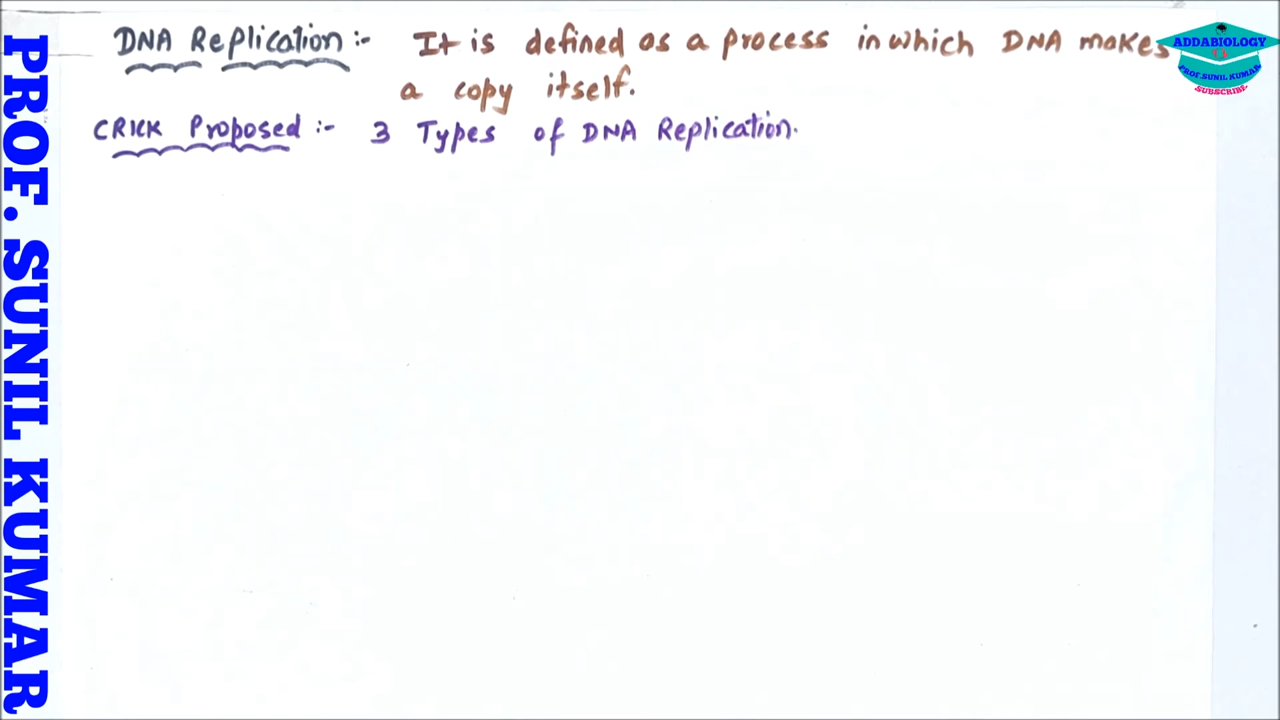 DNA Replication :- It is defined as a process in which DNA makes
a copy itself.
CRICK Proposed :- 3 Types of DNA Replication.
PROF. SUNIL KUMAR
ADDABIOLOGY
PROF.SUNIL KUMAR
SUBSCRIBE